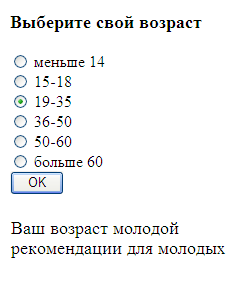 Выберите свой возраст
меньше 14
15-18
19-35
36-50
50-60
больше 60
OK
Ваш возраст молодой
рекомендации для молодых